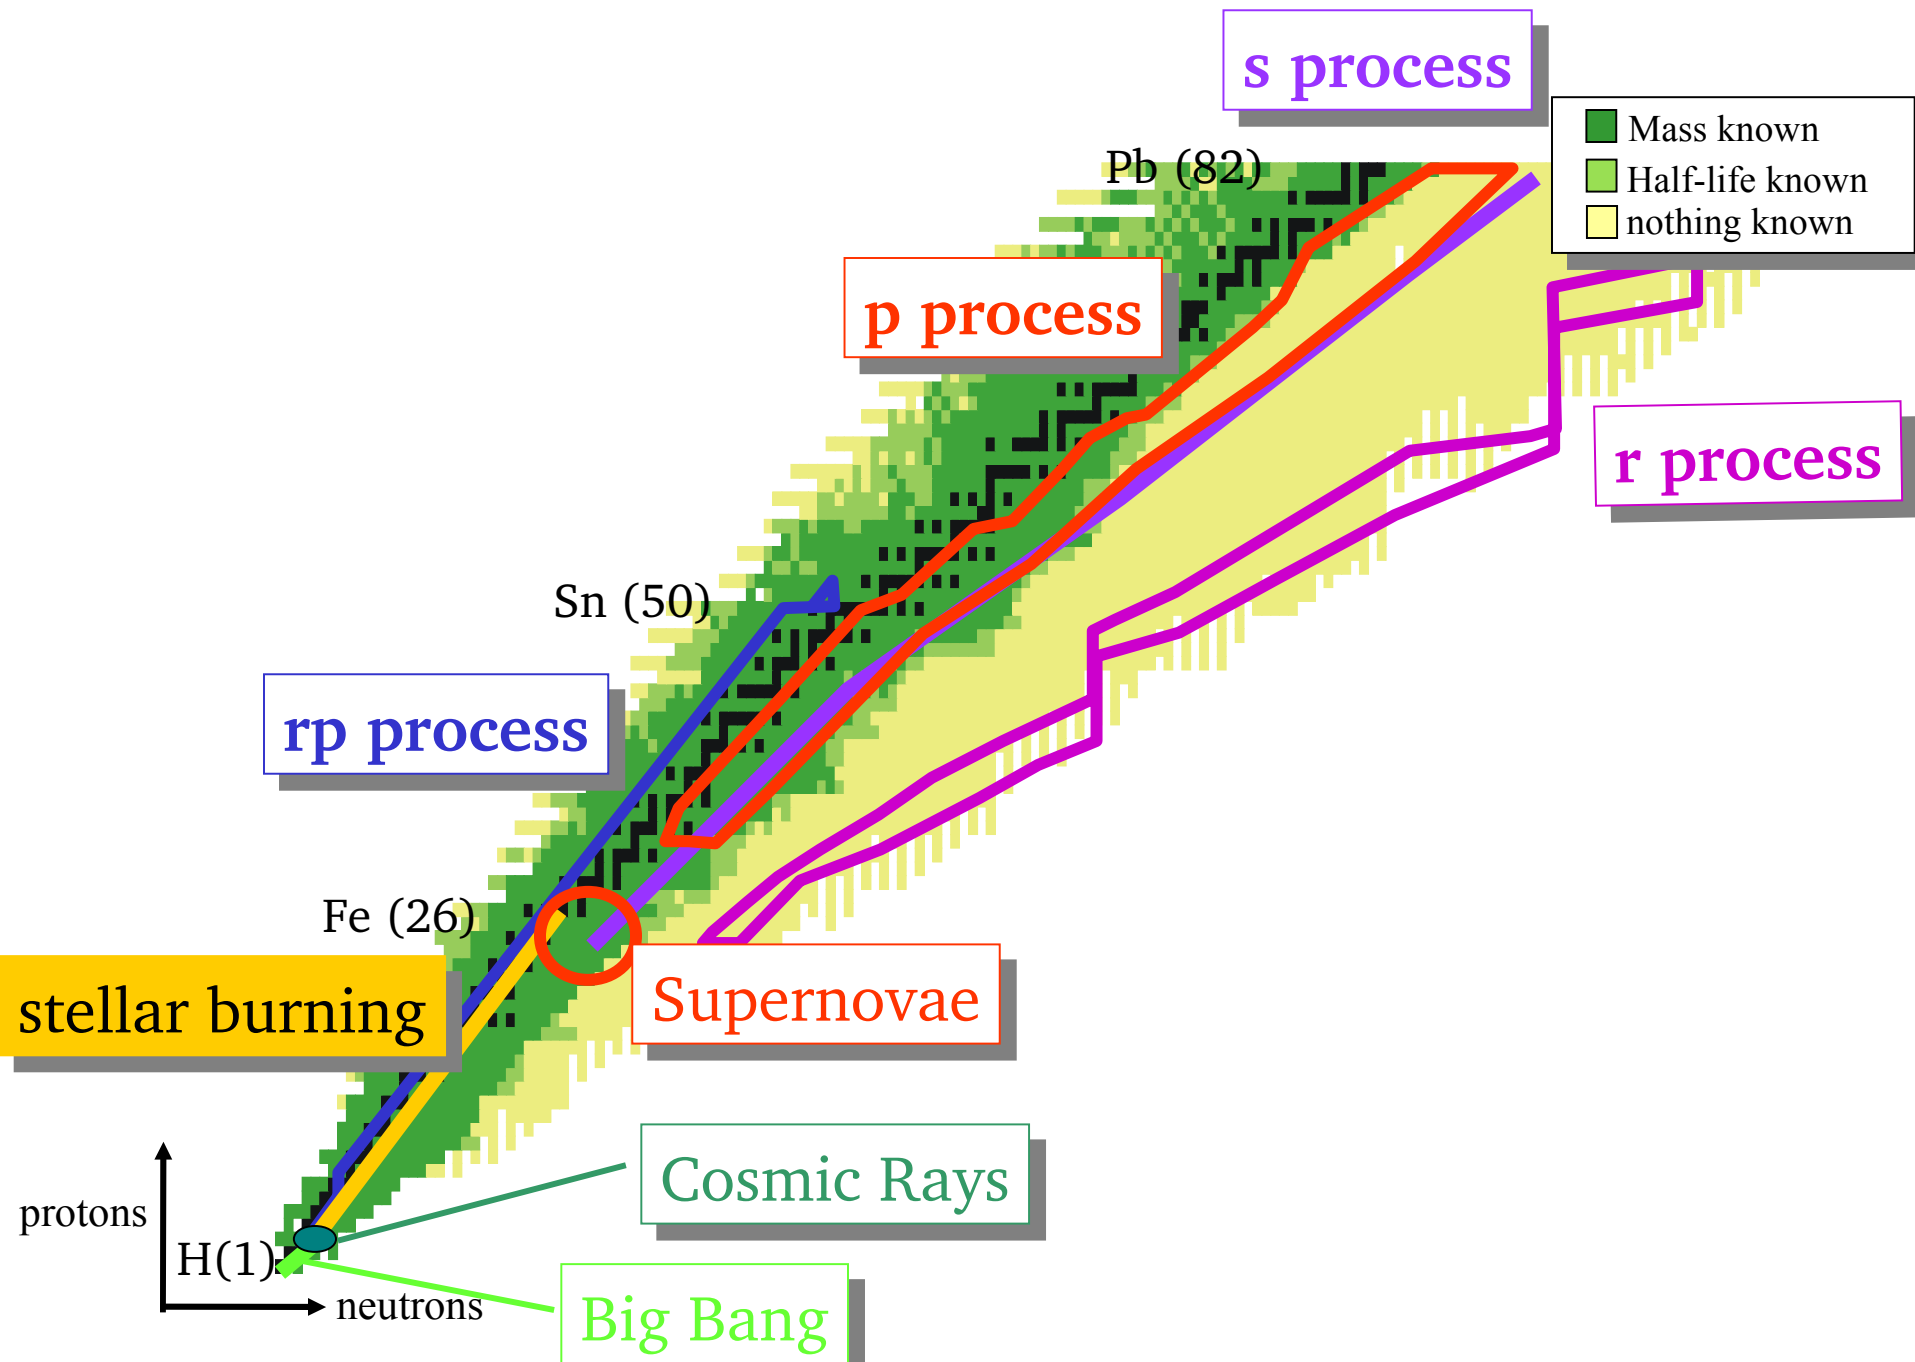 s process
Mass known
Half-life known
nothing known
Pb (82)
p process
r process
Sn (50)
rp process
Fe (26)
stellar burning
Supernovae
Cosmic Rays
protons
H(1)
neutrons
Big Bang